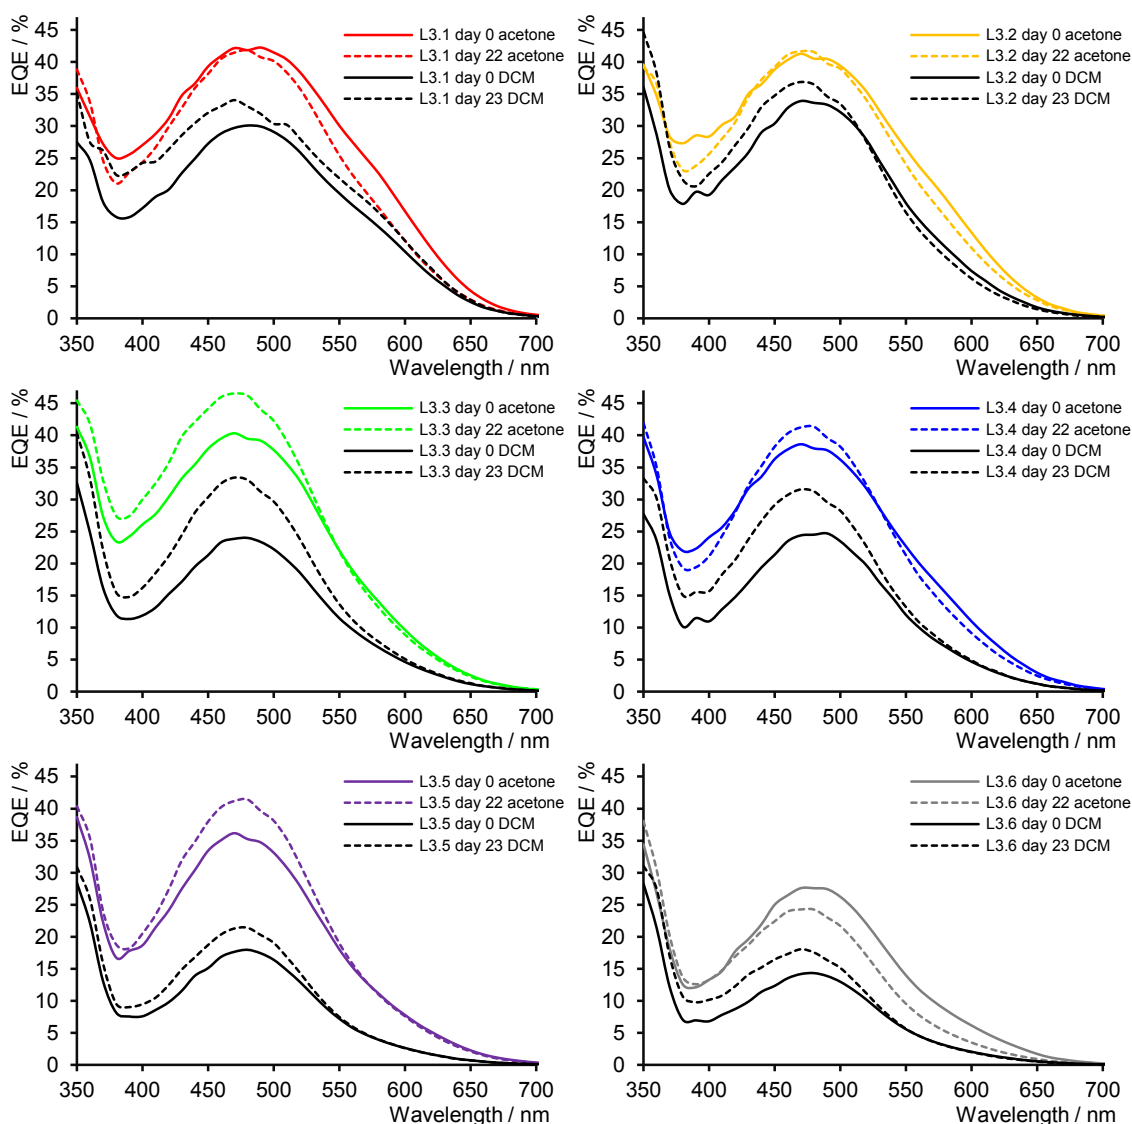 EQE / %
45
40
35
30
25
20
15
10
5
0
350 400 450 500 550 600 650 700
Wavelength / nm
L3.1 day 0 acetone
L3.1 day 22 acetone
L3.1 day 0 DCM
L3.1 day 23 DCM
EQE / %
45
40
35
30
25
20
15
10
5
0
350 400 450 500 550 600 650 700
Wavelength / nm
L3.2 day 0 acetone
L3.2 day 22 acetone
L3.2 day 0 DCM
L3.2 day 23 DCM
EQE / %
45
40
35
30
25
20
15
10
5
0
350 400 450 500 550 600 650 700
Wavelength / nm
L3.3 day 0 acetone
L3.3 day 22 acetone
L3.3 day 0 DCM
L3.3 day 23 DCM
EQE / %
45
40
35
30
25
20
15
10
5
0
350 400 450 500 550 600 650 700
Wavelength / nm
L3.4 day 0 acetone
L3.4 day 22 acetone
L3.4 day 0 DCM
L3.4 day 23 DCM
EQE / %
45
40
35
30
25
20
15
10
5
0
350 400 450 500 550 600 650 700
Wavelength / nm
L3.5 day 0 acetone
L3.5 day 22 acetone
L3.5 day 0 DCM
L3.5 day 23 DCM
EQE / %
45
40
35
30
25
20
15
10
5
0
350 400 450 500 550 600 650 700
Wavelength / nm
L3.6 day 0 acetone
L3.6 day 22 acetone
L3.6 day 0 DCM
L3.6 day 23 DCM